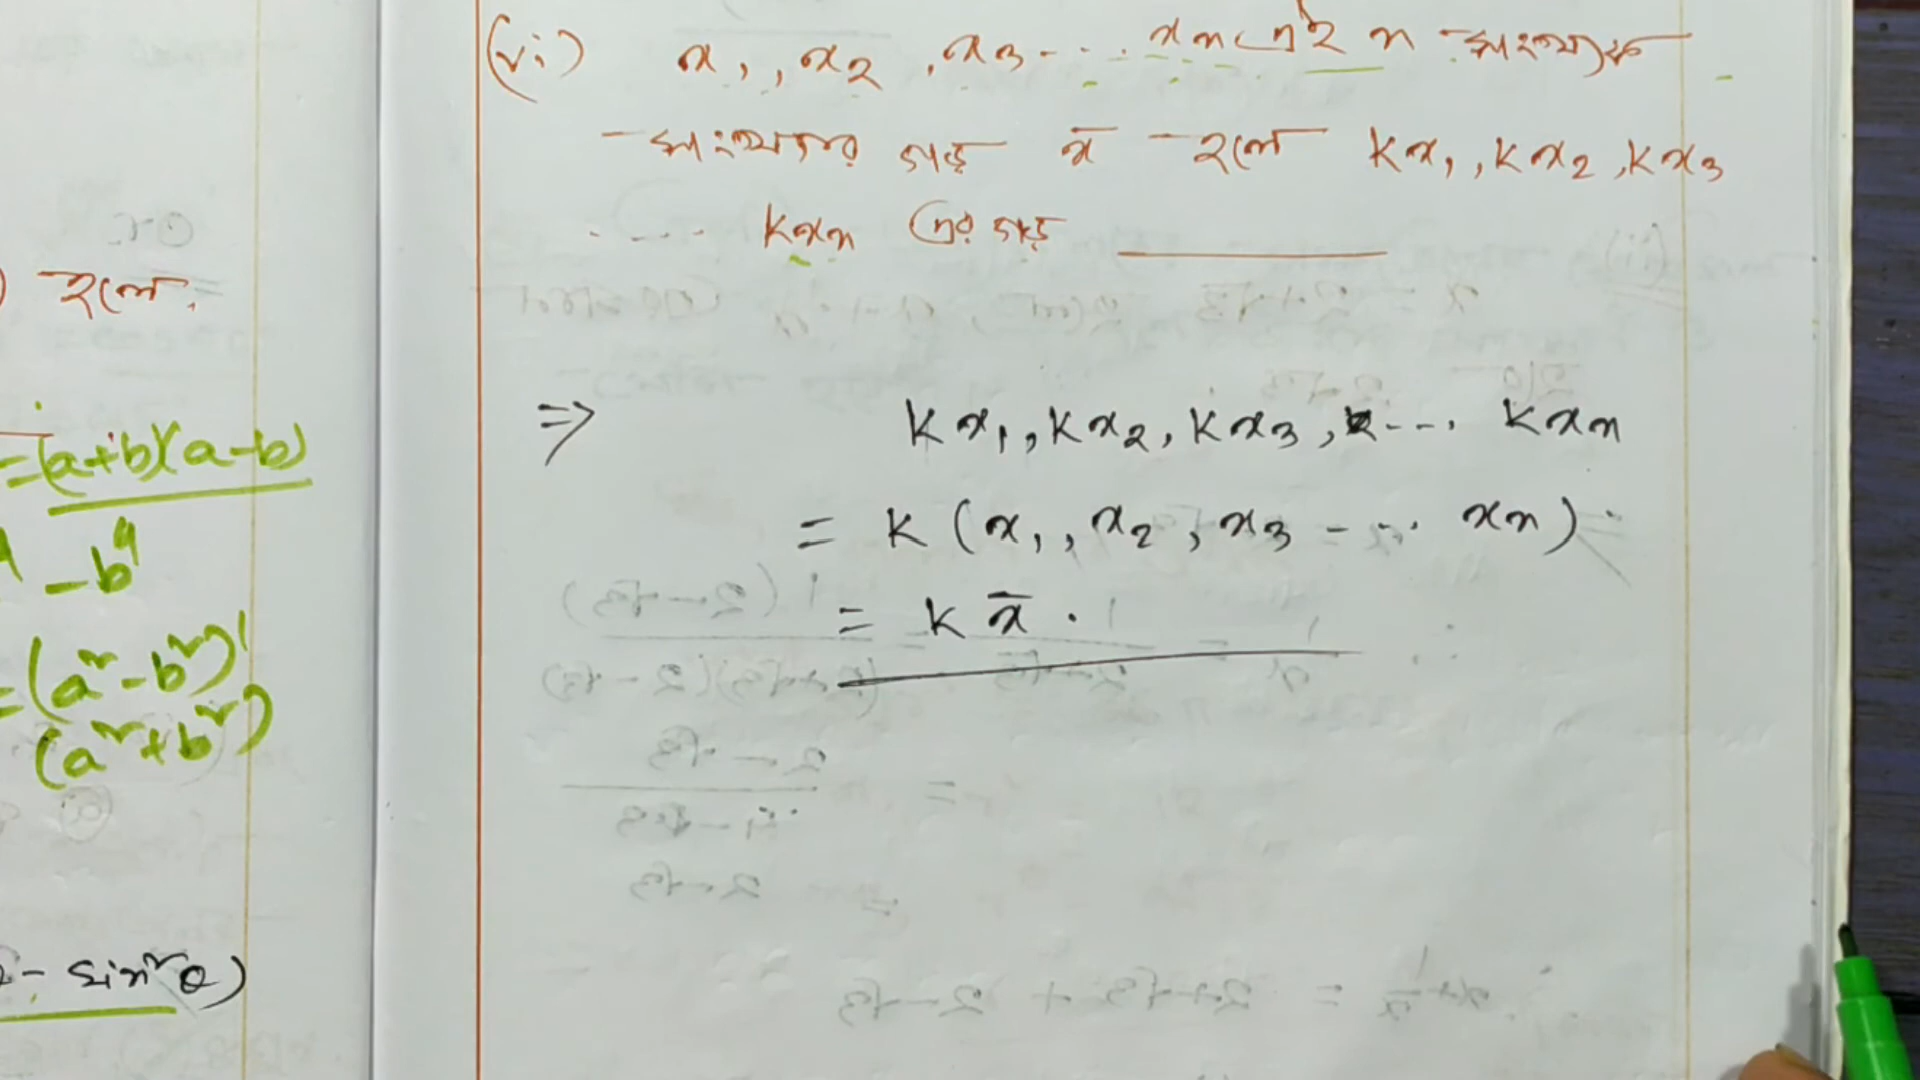 ) হলে.
=(a+b)(a-b)
-b⁴
=(a²-b²)
(a²+b²)
- sin²θ)
(vi) x₁, x₂, x₃ - - . . . xn এই n সংখ্যক
সংখ্যার গড় x̄ হলে kx₁, kx₂, kx₃
. . . . . kxn এর গড় ________
⇒ kx₁, kx₂, kx₃, - - . . kxn
= k (x₁, x₂, x₃ - - . . xn)
= k x̄ .